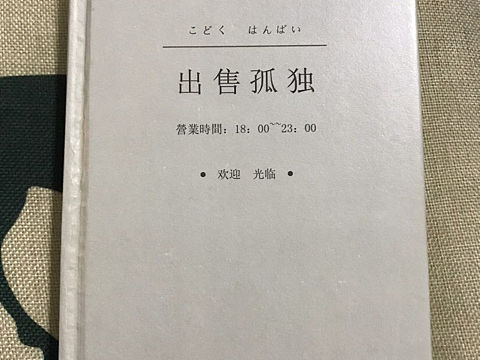 こどく はんばい
出售孤独
營業時間：18：00~~23：00
● 欢迎 光临 ●